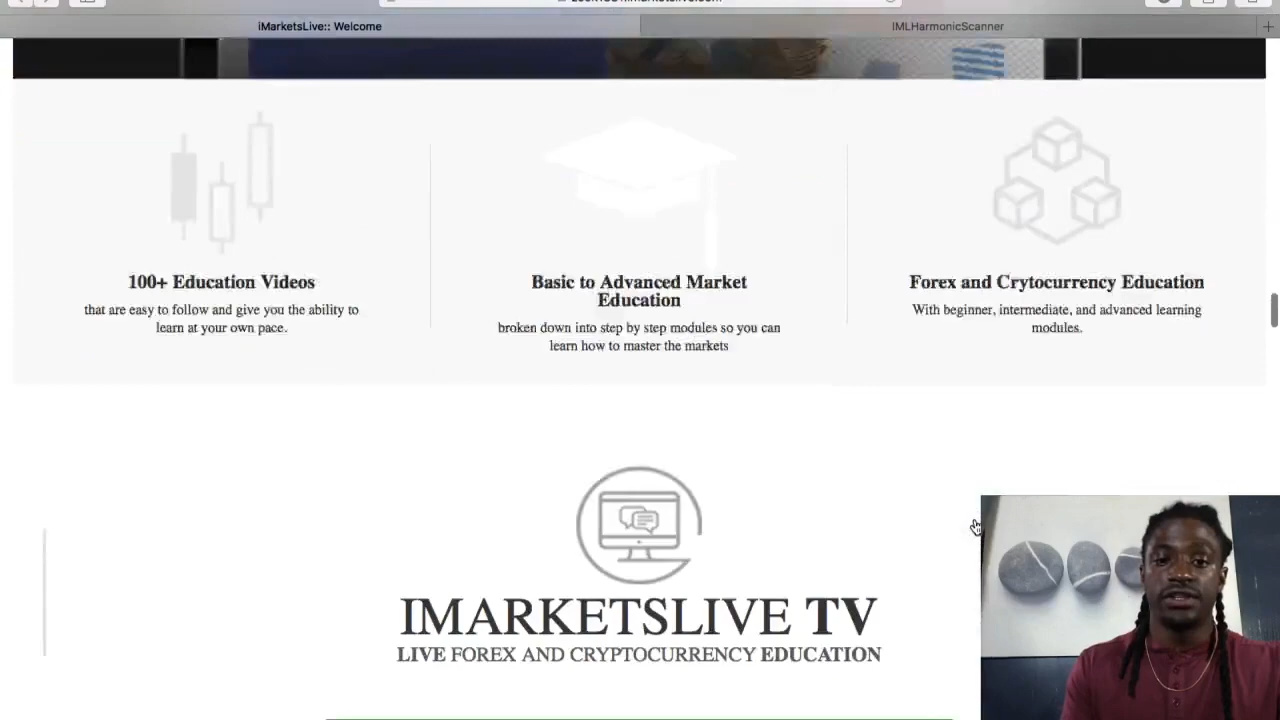 iMarketsLive:: Welcome
IMLHarmonicScanner
100+ Education Videos
that are easy to follow and give you the ability to
learn at your own pace.
Basic to Advanced Market
Education
broken down into step by step modules so you can
learn how to master the markets
Forex and Crytocurrency Education
With beginner, intermediate, and advanced learning
modules.
IMARKETSLIVE TV
LIVE FOREX AND CRYPTOCURRENCY EDUCATION